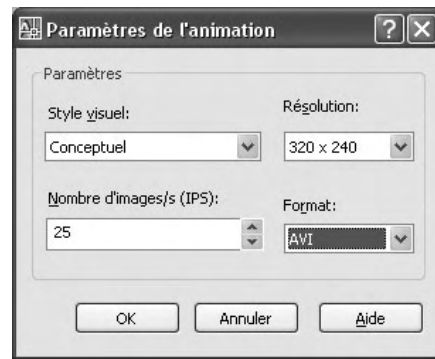 Paramètres de l'animation
Paramètres
Style visuel:
Résolution:
Conceptuel
320 x 240
Nombre d'images/s (IPS):
Format:
25
AVI
OK
Annuler
Aide